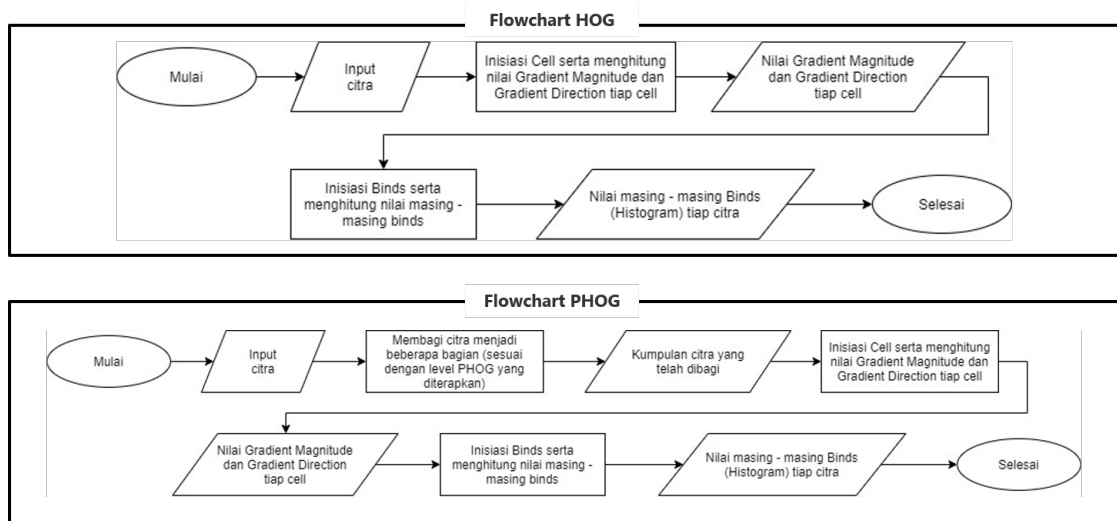 Flowchart HOG
Mulai
Input
citra
Inisiasi Cell serta menghitung
nilai Gradient Magnitude dan
Gradient Direction tiap cell
Nilai Gradient Magnitude
dan Gradient Direction
tiap cell
Inisiasi Binds serta
menghitung nilai masing -
masing binds
Nilai masing - masing Binds
(Histogram) tiap citra
Selesai
Flowchart PHOG
Mulai
Input
citra
Membagi citra menjadi
beberapa bagian (sesuai
dengan level PHOG yang
diterapkan)
Kumpulan citra yang
telah dibagi
Inisiasi Cell serta menghitung
nilai Gradient Magnitude dan
Gradient Direction tiap cell
Nilai Gradient Magnitude
dan Gradient Direction
tiap cell
Inisiasi Binds serta
menghitung nilai masing -
masing binds
Nilai masing - masing Binds
(Histogram) tiap citra
Selesai